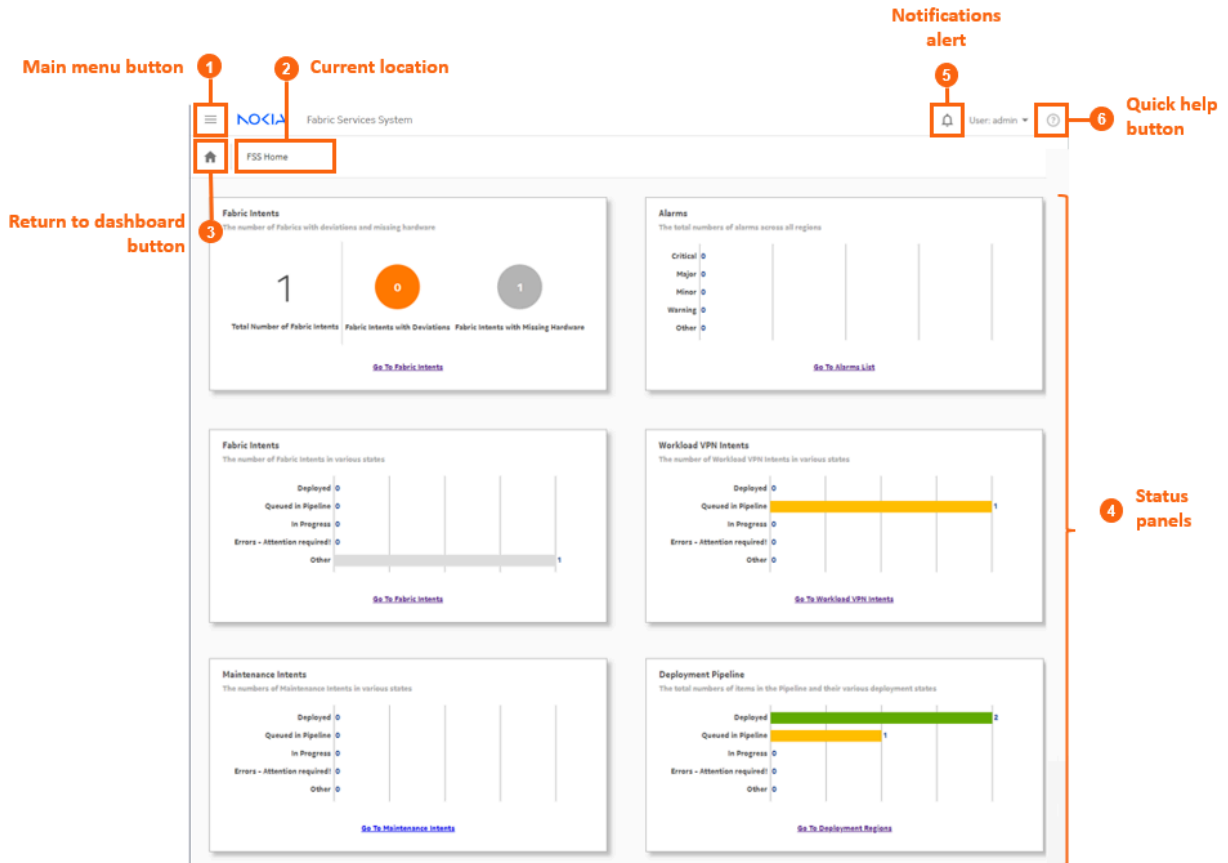 Notifications
alert
Main menu button 1
2 Current location
5
Quick help
button
6
NOKIA Fabric Services System
User: admin
FSS Home
Return to dashboard
button
3
Fabric Intents
The number of Fabrics with deviations and missing hardware
1
0
1
Total Number of Fabric Intents
Fabric Intents with Deviations
Fabric Intents with Missing Hardware
Go To Fabric Intents
Alarms
The total numbers of alarms across all regions
Critical 0
Major 0
Minor 0
Warning 0
Other 0
Go To Alarms List
Fabric Intents
The number of Fabric Intents in various states
Deployed 0
Queued in Pipeline 0
In Progress 0
Errors - Attention required! 0
Other 1
Go To Fabric Intents
Workload VPN Intents
The number of Workload VPN Intents in various states
Deployed 0
Queued in Pipeline 1
In Progress 0
Errors - Attention required! 0
Other 0
Go To Workload VPN Intents
4 Status
panels
Maintenance Intents
The numbers of Maintenance Intents in various states
Deployed 0
Queued in Pipeline 0
In Progress 0
Errors - Attention required! 0
Other 0
Go To Maintenance Intents
Deployment Pipeline
The total numbers of items in the Pipeline and their various deployment states
Deployed 2
Queued in Pipeline 1
In Progress 0
Errors - Attention required! 0
Other 0
Go To Deployment Regions